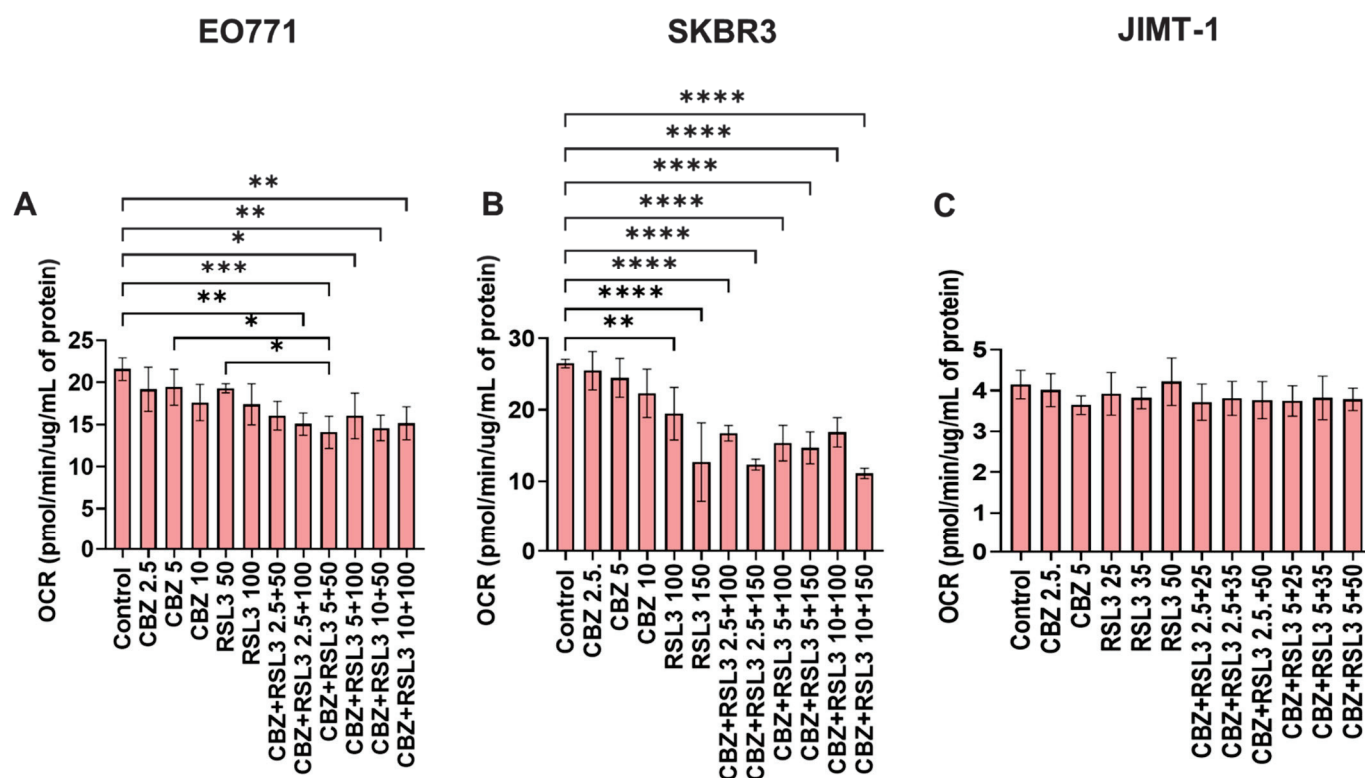 EO771
SKBR3
JIMT-1
A
**
**
*
***
**
*
*
OCR (pmol/min/ug/mL of protein)
25
20
15
10
5
0
Control
CBZ 2.5
CBZ 5
CBZ 10
RSL3 50
RSL3 100
CBZ+RSL3 2.5+50
CBZ+RSL3 2.5+100
CBZ+RSL3 5+50
CBZ+RSL3 5+100
CBZ+RSL3 10+50
CBZ+RSL3 10+100
B
****
****
****
****
****
****
****
**
OCR (pmol/min/ug/mL of protein)
30
20
10
0
Control
CBZ 2.5.
CBZ 5
CBZ 10
RSL3 100
RSL3 150
CBZ+RSL3 2.5+100
CBZ+RSL3 2.5+150
CBZ+RSL3 5+100
CBZ+RSL3 5+150
CBZ+RSL3 10+100
CBZ+RSL3 10+150
C
OCR (pmol/min/ug/mL of protein)
5
4
3
2
1
0
Control
CBZ 2.5.
CBZ 5
RSL3 25
RSL3 35
RSL3 50
CBZ+RSL3 2.5+25
CBZ+RSL3 2.5+35
CBZ+RSL3 2.5.+50
CBZ+RSL3 5+25
CBZ+RSL3 5+35
CBZ+RSL3 5+50